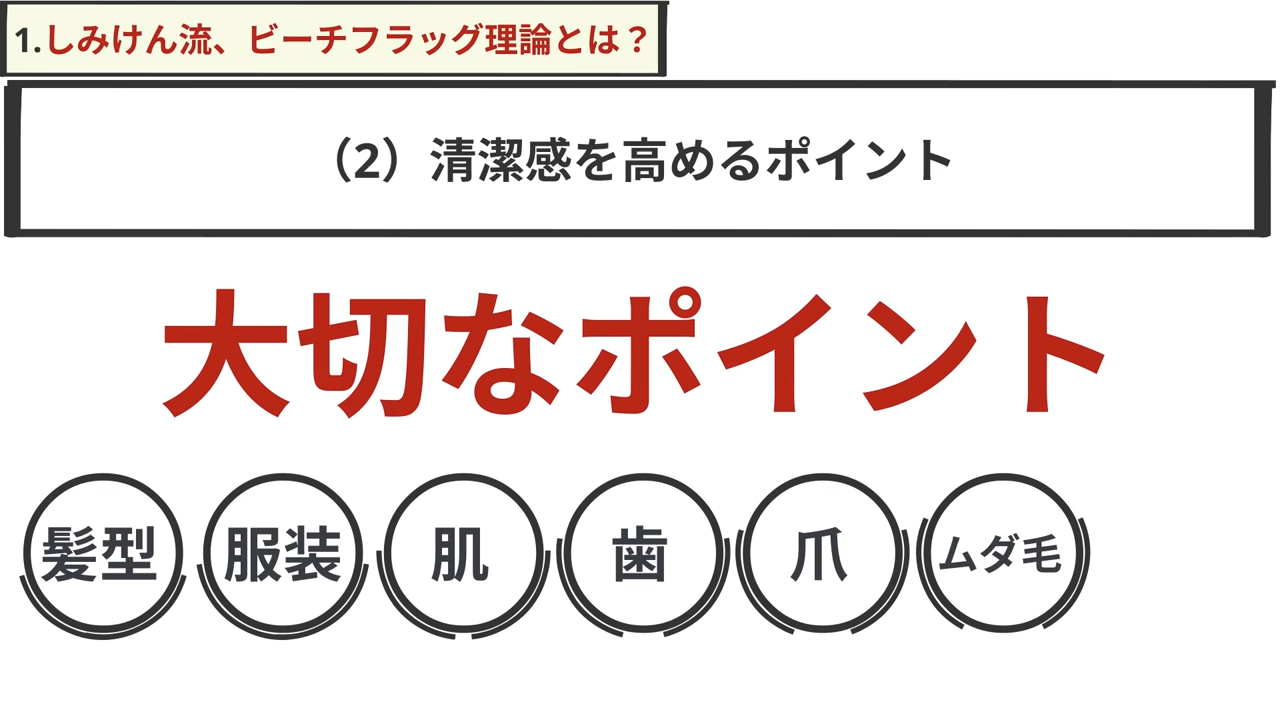 1.しみけん流、ビーチフラッグ理論とは？
（2）清潔感を高めるポイント
大切なポイント
髪型 服装 肌 歯 爪 ムダ毛